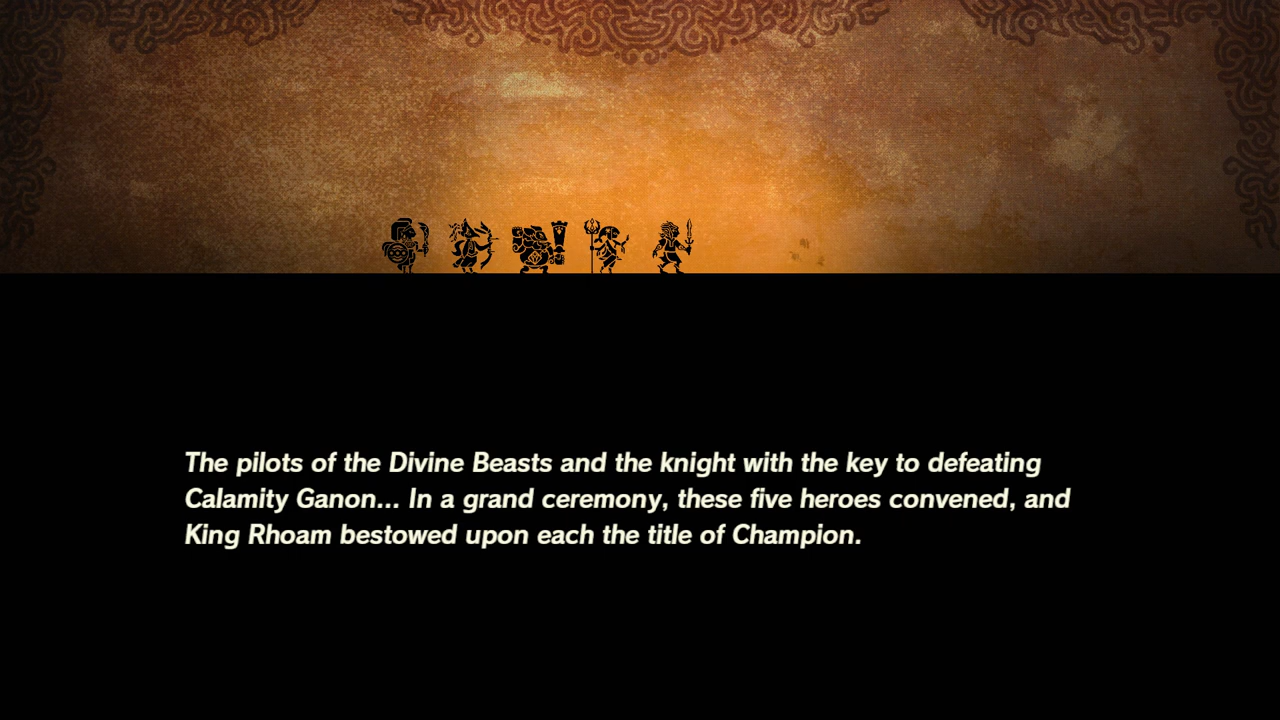 The pilots of the Divine Beasts and the knight with the key to defeating
Calamity Ganon... In a grand ceremony, these five heroes convened, and
King Rhoam bestowed upon each the title of Champion.